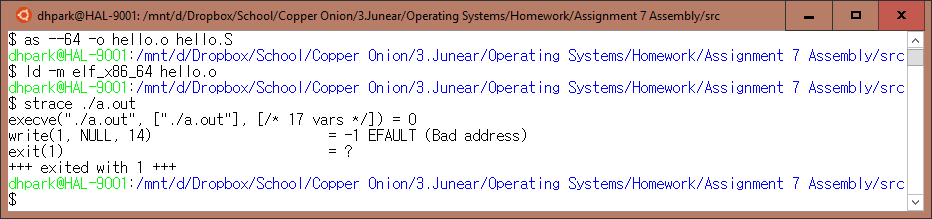 dhpark@HAL-9001: /mnt/d/Dropbox/School/Copper Onion/3.Junear/Operating Systems/Homework/Assignment 7 Assembly/src
$ as --64 -o hello.o hello.S
dhpark@HAL-9001:/mnt/d/Dropbox/School/Copper Onion/3.Junear/Operating Systems/Homework/Assignment 7 Assembly/src
$ ld -m elf_x86_64 hello.o
dhpark@HAL-9001:/mnt/d/Dropbox/School/Copper Onion/3.Junear/Operating Systems/Homework/Assignment 7 Assembly/src
$ strace ./a.out
execve("./a.out", ["./a.out"], [/* 17 vars */]) = 0
write(1, NULL, 14)                      = -1 EFAULT (Bad address)
exit(1)                                 = ?
+++ exited with 1 +++
dhpark@HAL-9001:/mnt/d/Dropbox/School/Copper Onion/3.Junear/Operating Systems/Homework/Assignment 7 Assembly/src
$